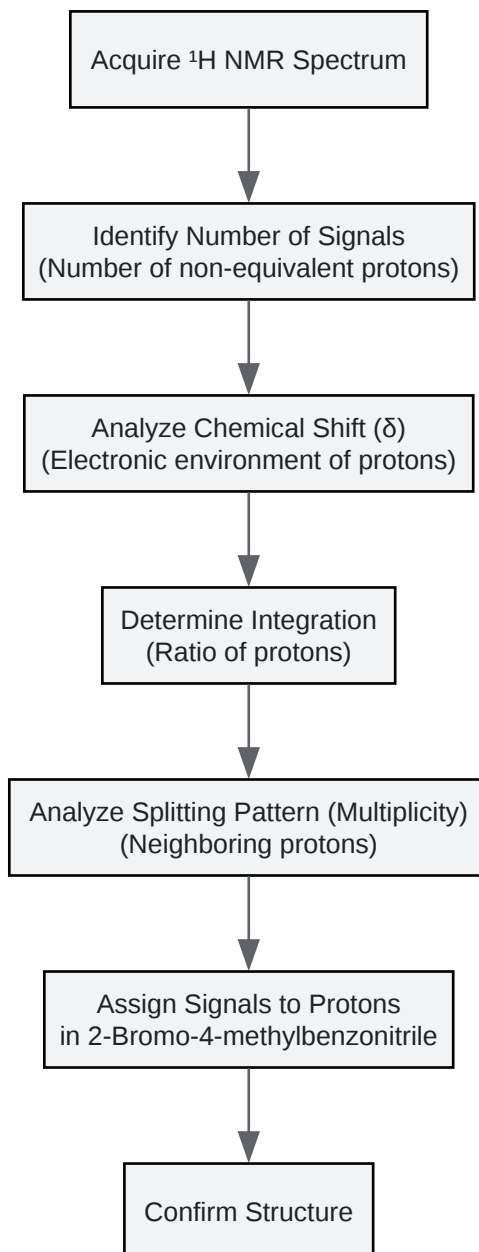 Acquire ¹H NMR Spectrum
Identify Number of Signals
(Number of non-equivalent protons)
Analyze Chemical Shift (δ)
(Electronic environment of protons)
Determine Integration
(Ratio of protons)
Analyze Splitting Pattern (Multiplicity)
(Neighboring protons)
Assign Signals to Protons
in 2-Bromo-4-methylbenzonitrile
Confirm Structure